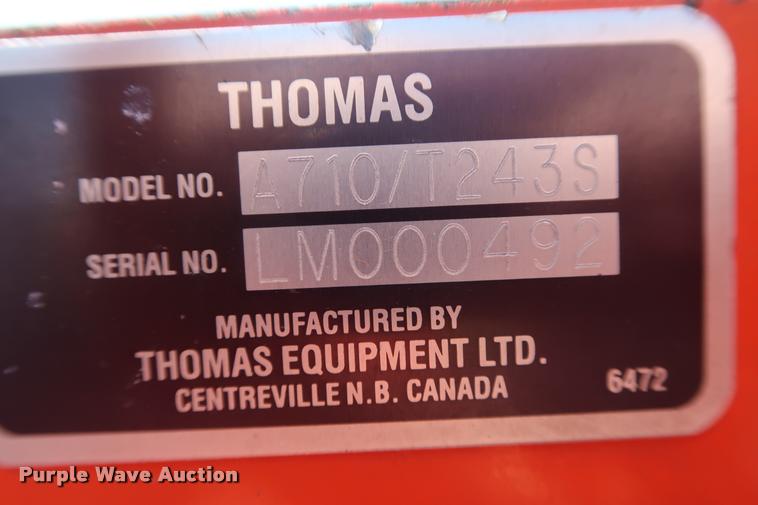 THOMAS
MODEL NO. A710/T243S
SERIAL NO. LM000492
MANUFACTURED BY
THOMAS EQUIPMENT LTD.
CENTREVILLE N.B. CANADA 6472
Purple Wave Auction